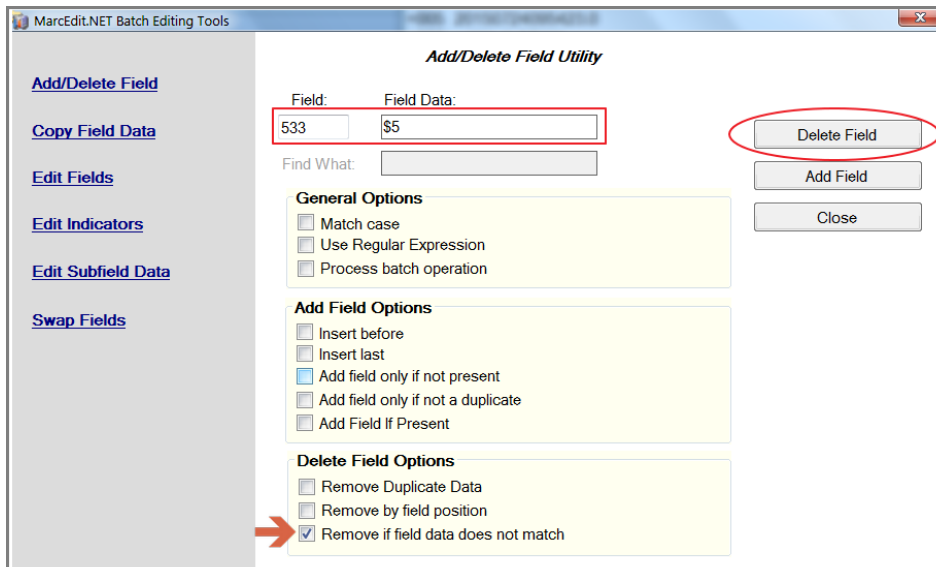 MarcEdit.NET Batch Editing Tools
Add/Delete Field Utility
Add/Delete Field
Copy Field Data
Edit Fields
Edit Indicators
Edit Subfield Data
Swap Fields
Field: Field Data:
533 $5
Find What:
Delete Field
Add Field
Close
General Options
Match case
Use Regular Expression
Process batch operation
Add Field Options
Insert before
Insert last
Add field only if not present
Add field only if not a duplicate
Add Field If Present
Delete Field Options
Remove Duplicate Data
Remove by field position
Remove if field data does not match